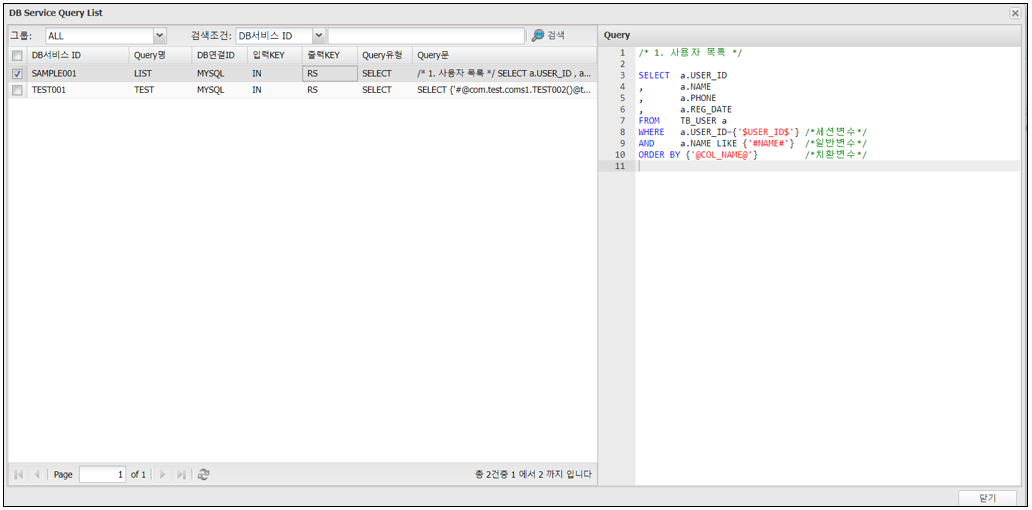 DB Service Query List
그룹: ALL 검색조건: DB서비스 ID 검색
DB서비스 ID Query명 DB연결ID 입력KEY 출력KEY Query유형 Query문
SAMPLE001 LIST MYSQL IN RS SELECT /* 1. 사용자 목록 */ SELECT a.USER_ID , a...
TEST001 TEST MYSQL IN RS SELECT SELECT {'#@com.test.coms1.TEST002()@t...
Page 1 of 1 총 2건중 1 에서 2 까지 입니다
Query
1 /* 1. 사용자 목록 */
2
3 SELECT a.USER_ID
4 , a.NAME
5 , a.PHONE
6 , a.REG_DATE
7 FROM TB_USER a
8 WHERE a.USER_ID={'$USER_ID$'} /*세션변수*/
9 AND a.NAME LIKE {'#NAME#'} /*일반변수*/
10 ORDER BY {'@COL_NAME@'} /*치환변수*/
11
닫기